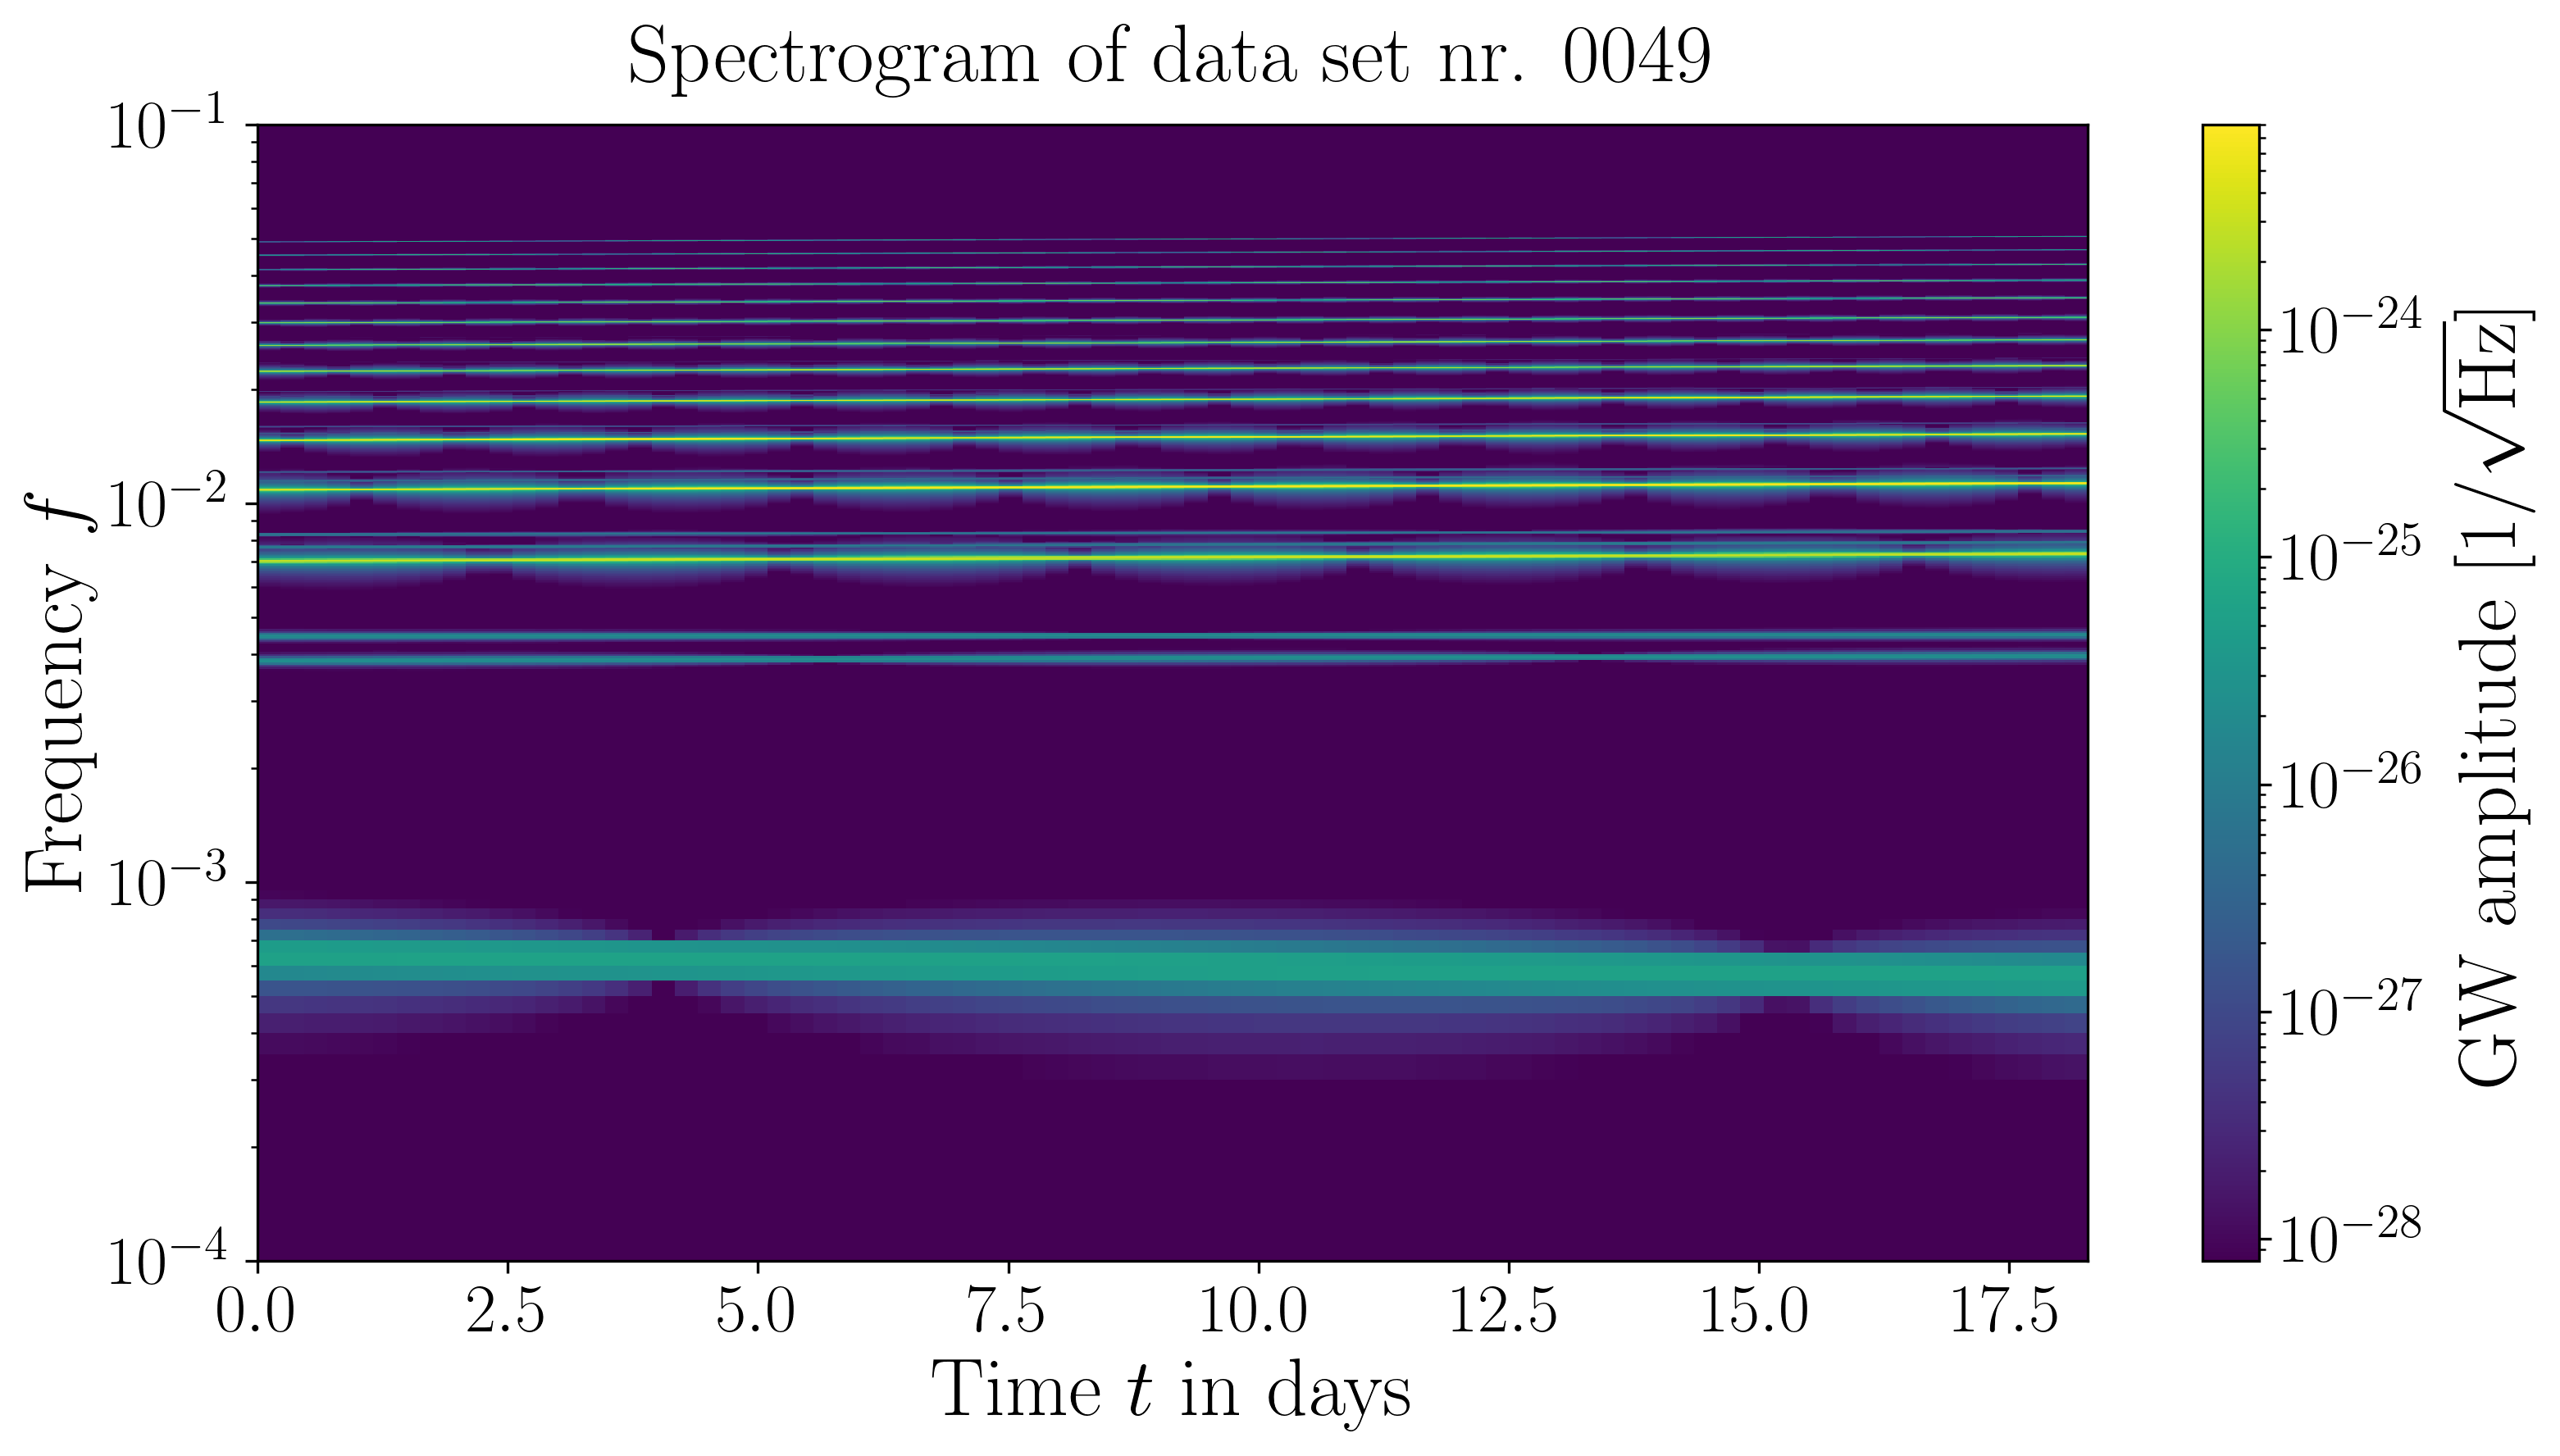 Spectrogram of data set nr. 0049
10⁻¹
10⁻²
10⁻³
10⁻⁴
Frequency f
0.0 2.5 5.0 7.5 10.0 12.5 15.0 17.5
Time t in days
10⁻²⁴
10⁻²⁵
10⁻²⁶
10⁻²⁷
10⁻²⁸
GW amplitude [1/√Hz]